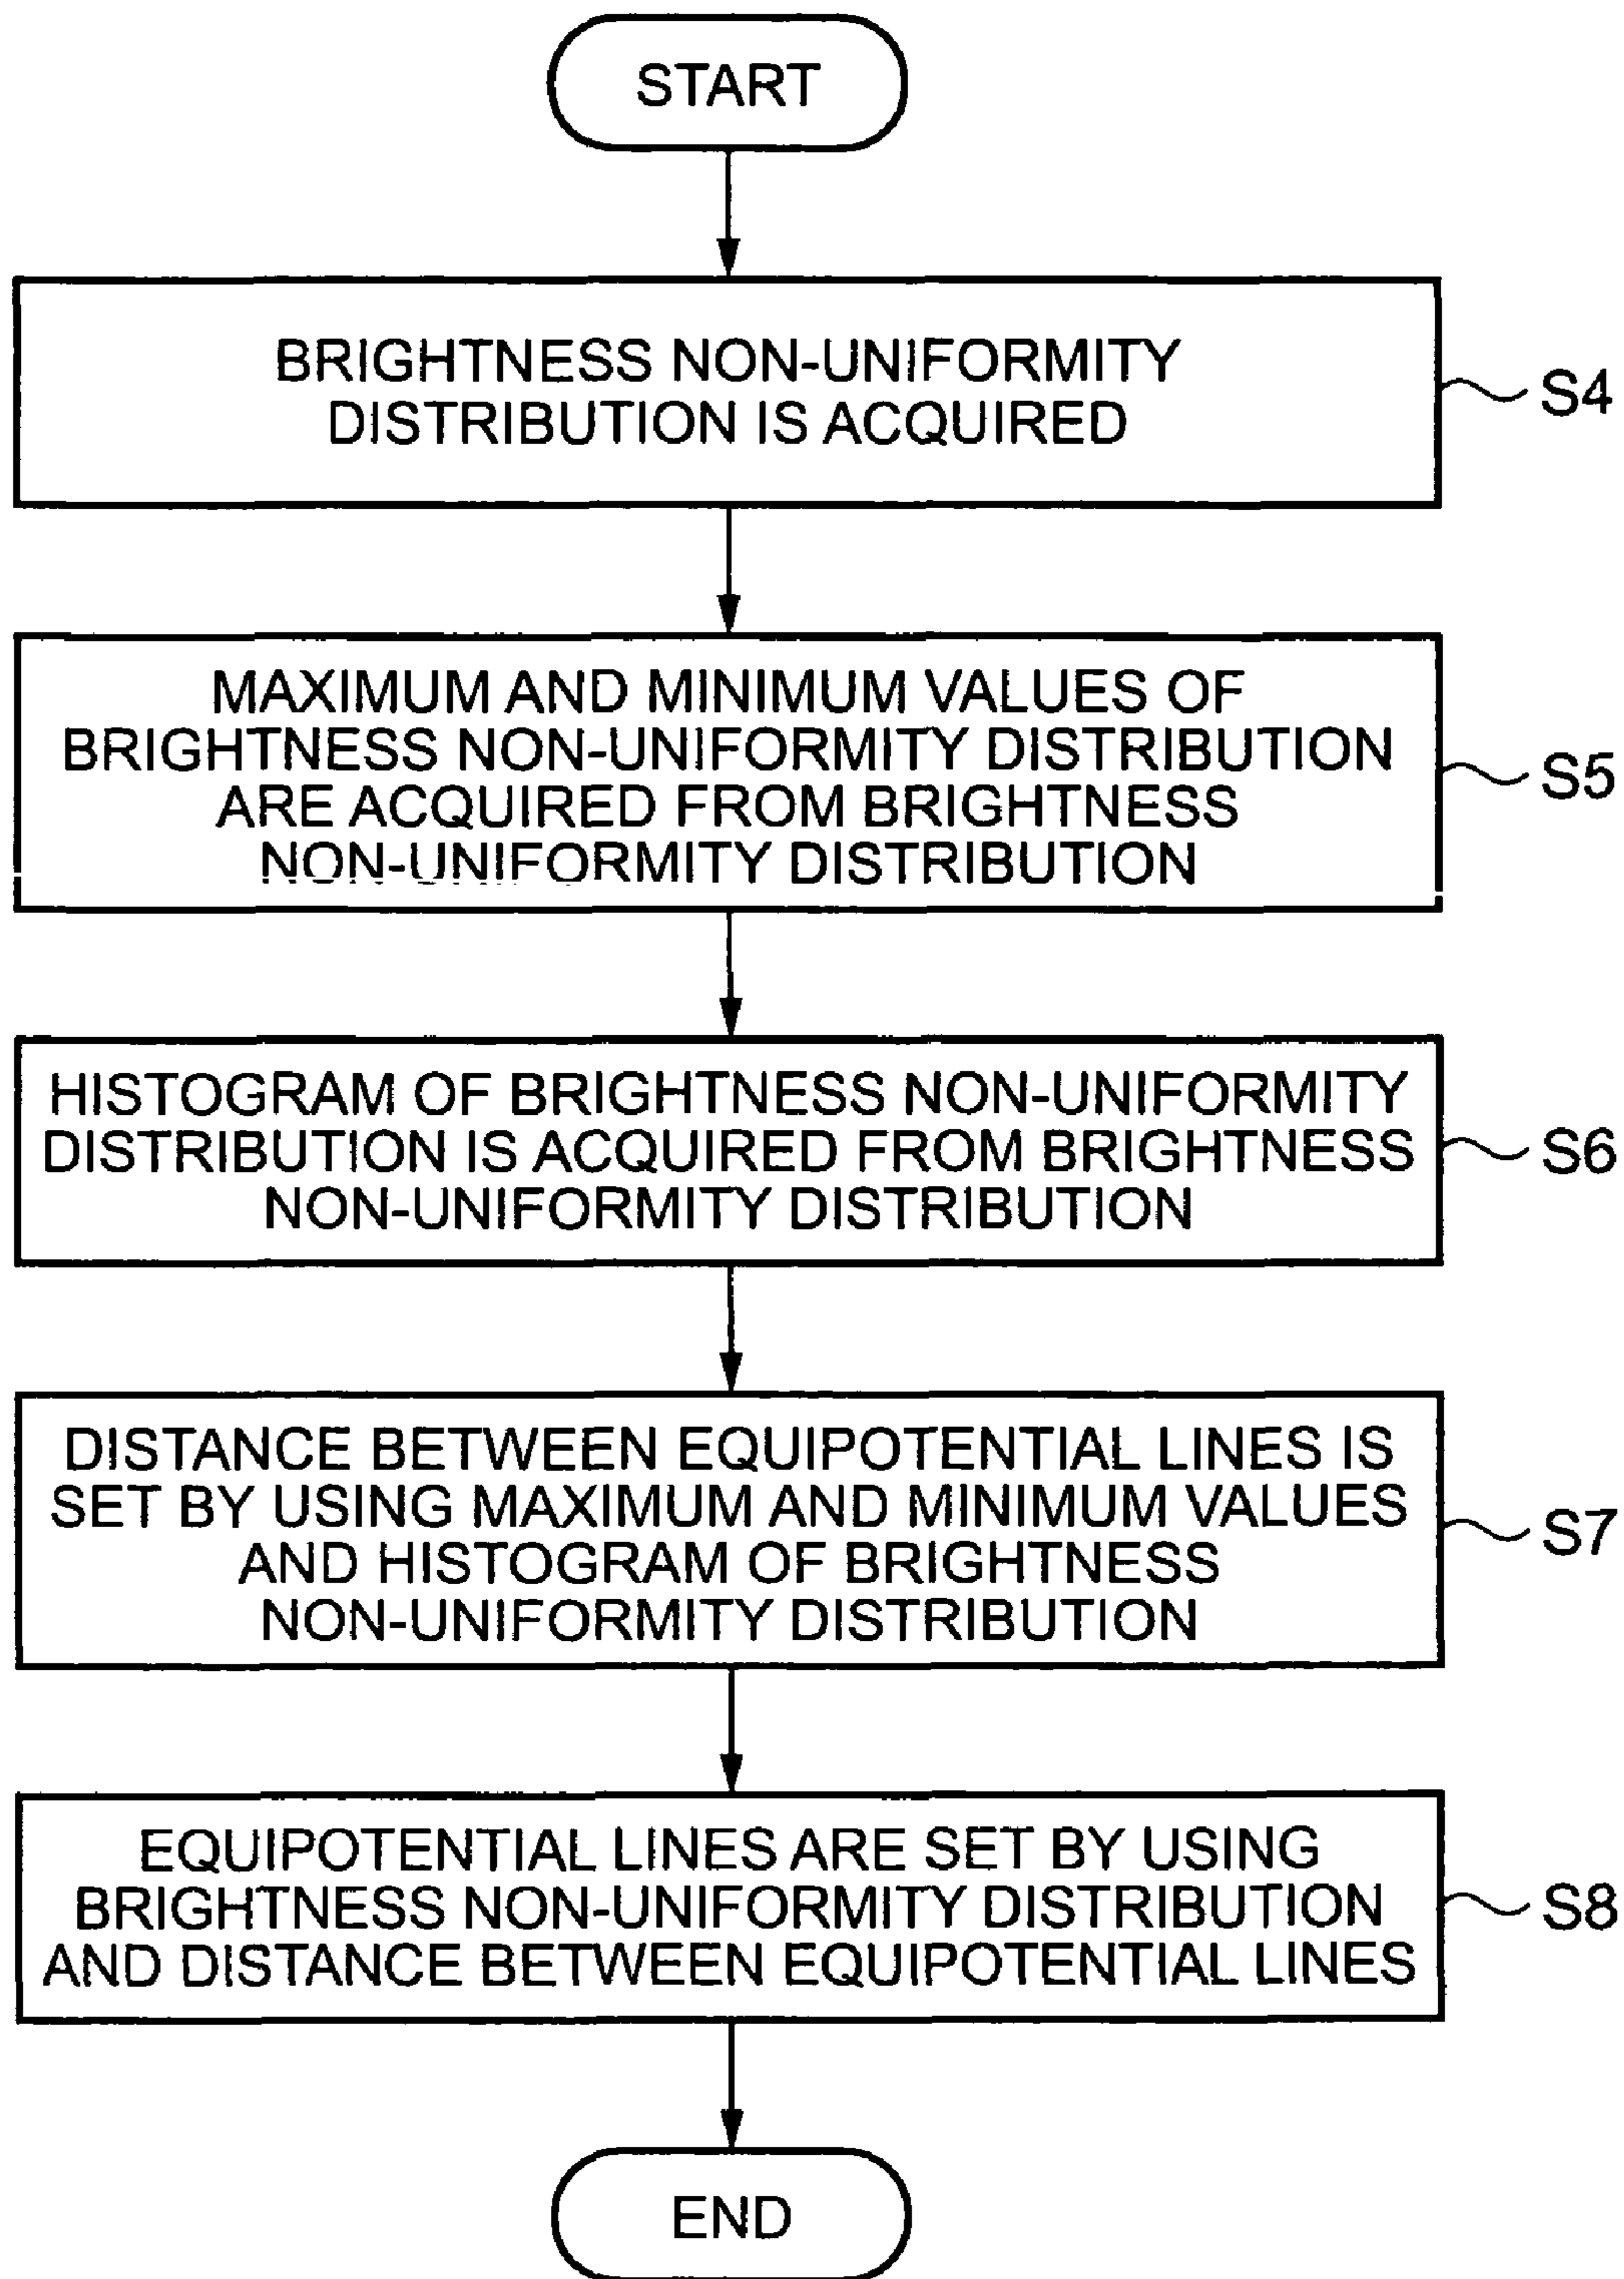 START
BRIGHTNESS NON-UNIFORMITY
DISTRIBUTION IS ACQUIRED
S4
MAXIMUM AND MINIMUM VALUES OF
BRIGHTNESS NON-UNIFORMITY DISTRIBUTION
ARE ACQUIRED FROM BRIGHTNESS
NON-UNIFORMITY DISTRIBUTION
S5
HISTOGRAM OF BRIGHTNESS NON-UNIFORMITY
DISTRIBUTION IS ACQUIRED FROM BRIGHTNESS
NON-UNIFORMITY DISTRIBUTION
S6
DISTANCE BETWEEN EQUIPOTENTIAL LINES IS
SET BY USING MAXIMUM AND MINIMUM VALUES
AND HISTOGRAM OF BRIGHTNESS
NON-UNIFORMITY DISTRIBUTION
S7
EQUIPOTENTIAL LINES ARE SET BY USING
BRIGHTNESS NON-UNIFORMITY DISTRIBUTION
AND DISTANCE BETWEEN EQUIPOTENTIAL LINES
S8
END